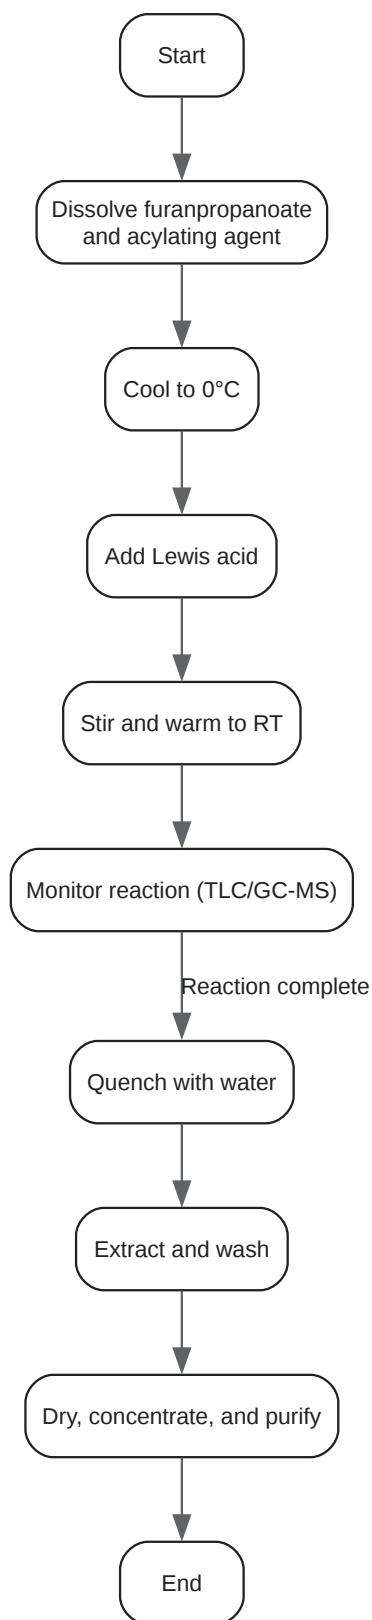 Start
Dissolve furanpropanoate
and acylating agent
Cool to 0°C
Add Lewis acid
Stir and warm to RT
Monitor reaction (TLC/GC-MS)
Reaction complete
Quench with water
Extract and wash
Dry, concentrate, and purify
End